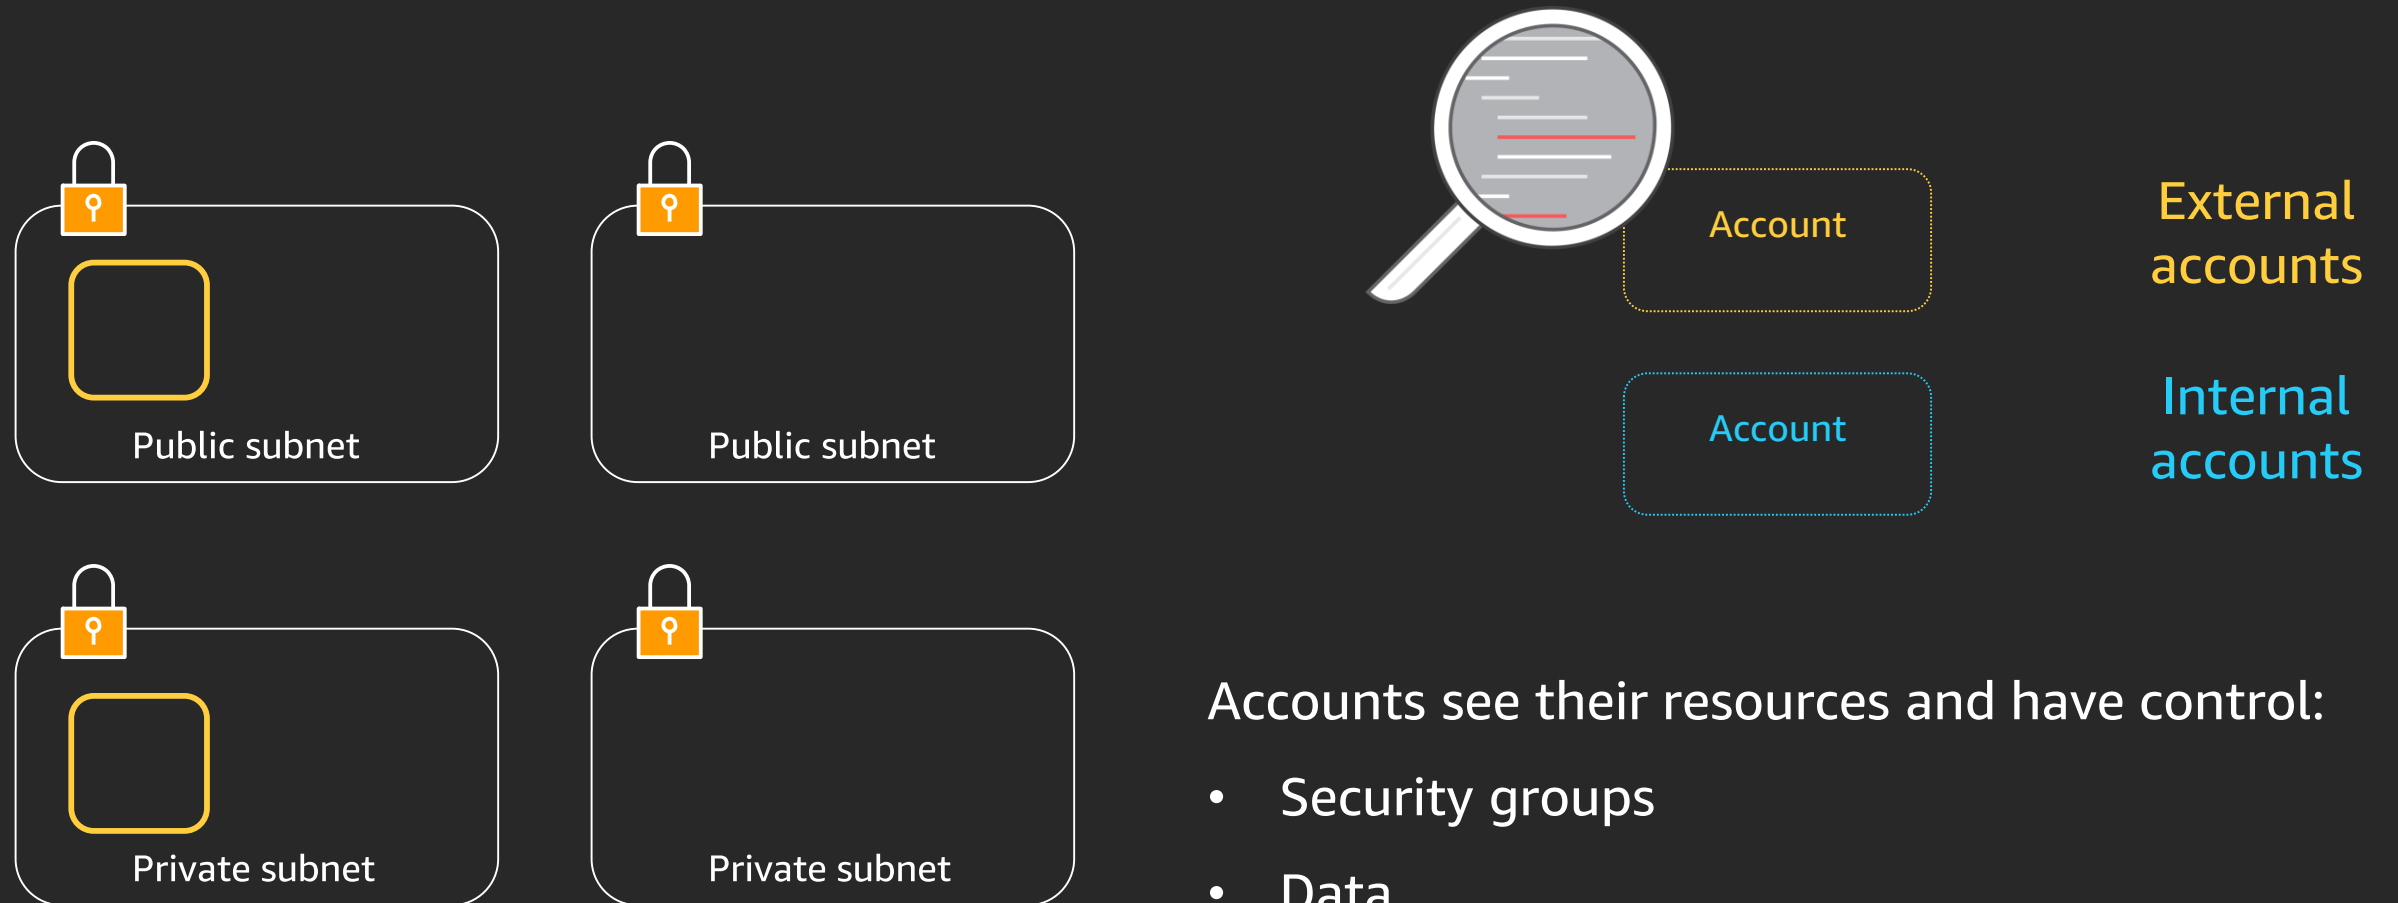 Public subnet
Public subnet
Private subnet
Private subnet
Account
External
accounts
Account
Internal
accounts
Accounts see their resources and have control:
• Security groups
• Data